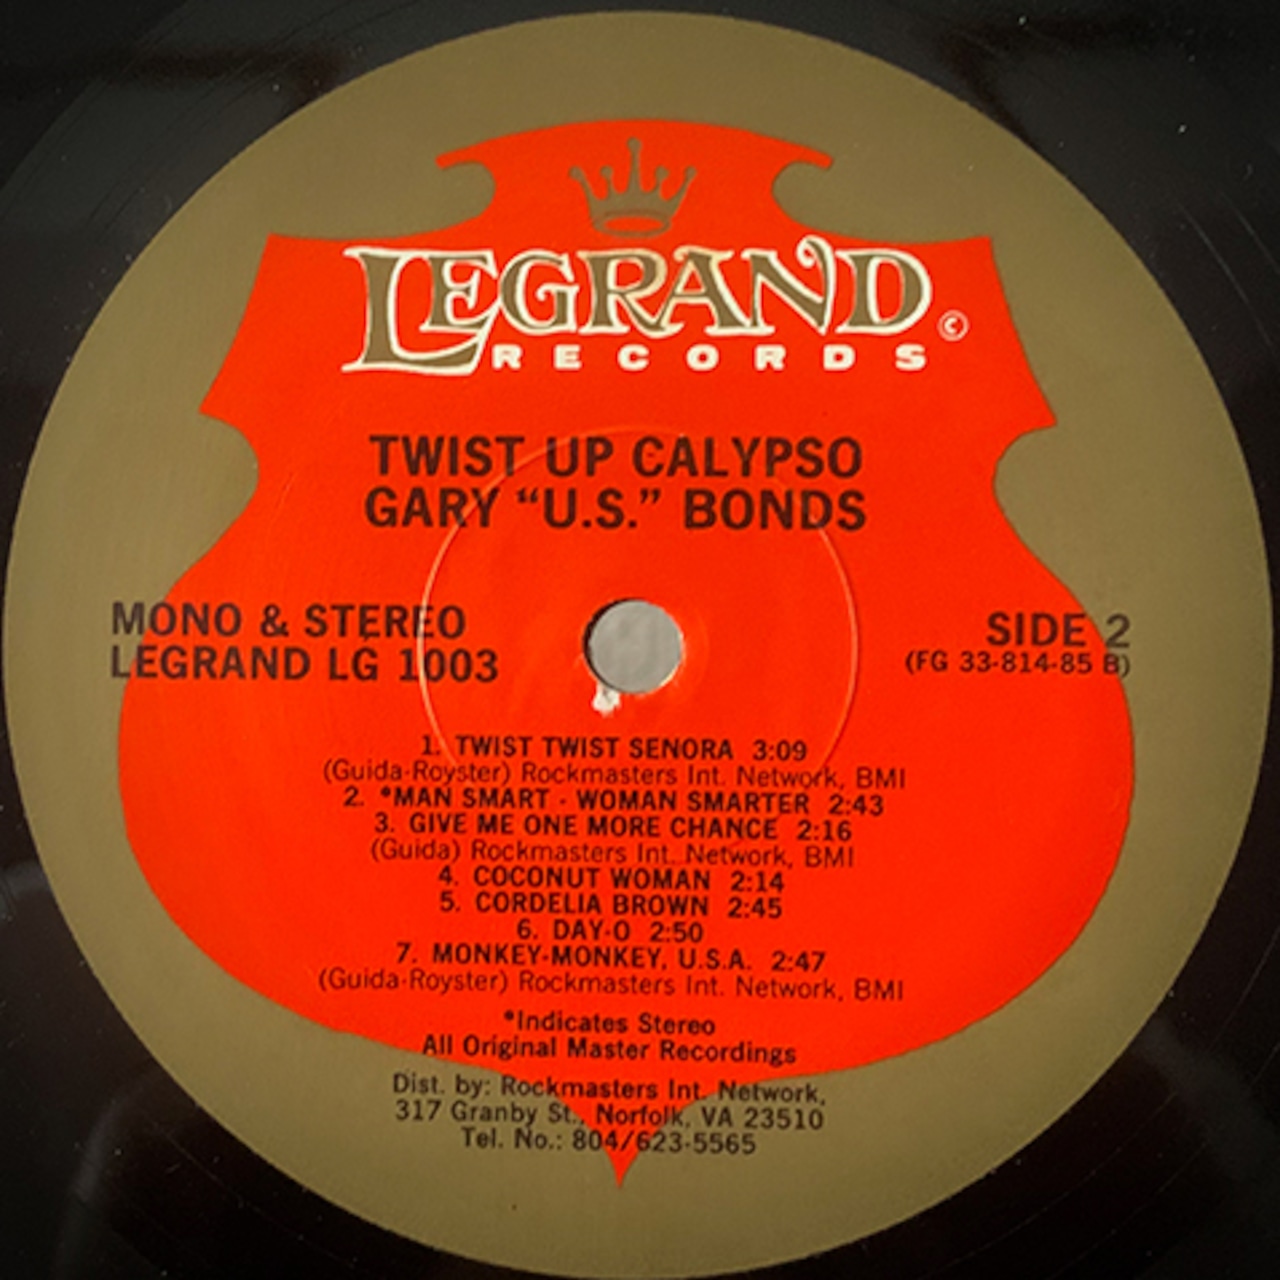 LEGRAND ©
RECORDS
TWIST UP CALYPSO
GARY “U.S.” BONDS
MONO & STEREO
LEGRAND LG 1003
SIDE 2
(FG 33-814-85 B)
1. TWIST TWIST SENORA 3:09
(Guida-Royster) Rockmasters Int. Network, BMI
2. *MAN SMART - WOMAN SMARTER 2:43
3. GIVE ME ONE MORE CHANCE 2:16
(Guida) Rockmasters Int. Network, BMI
4. COCONUT WOMAN 2:14
5. CORDELIA BROWN 2:45
6. DAY-O 2:50
7. MONKEY-MONKEY, U.S.A. 2:47
(Guida-Royster) Rockmasters Int. Network, BMI
*Indicates Stereo
All Original Master Recordings
Dist. by: Rockmasters Int. Network,
317 Granby St., Norfolk, VA 23510
Tel. No.: 804/623-5565